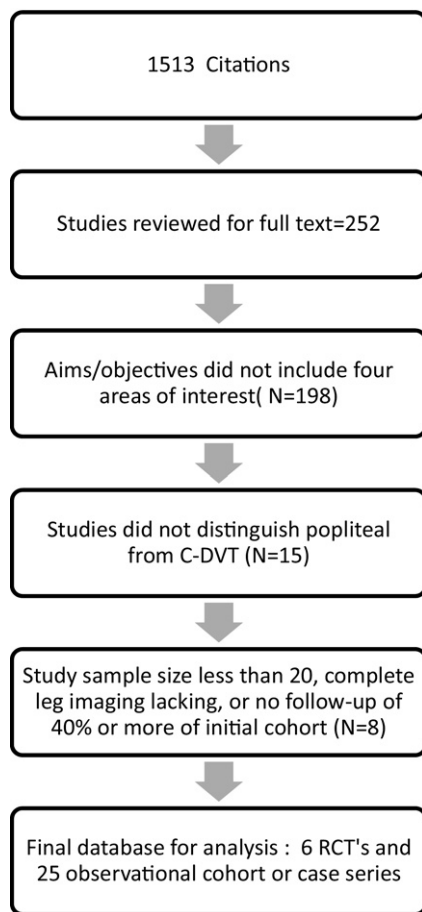 1513  Citations
Studies reviewed for full text=252
Aims/objectives did not include four
areas of interest( N=198)
Studies did not distinguish popliteal
from C-DVT (N=15)
Study sample size less than 20, complete
leg imaging lacking, or no follow-up of
40% or more of initial cohort (N=8)
Final database for analysis :  6 RCT's and
25 observational cohort or case series